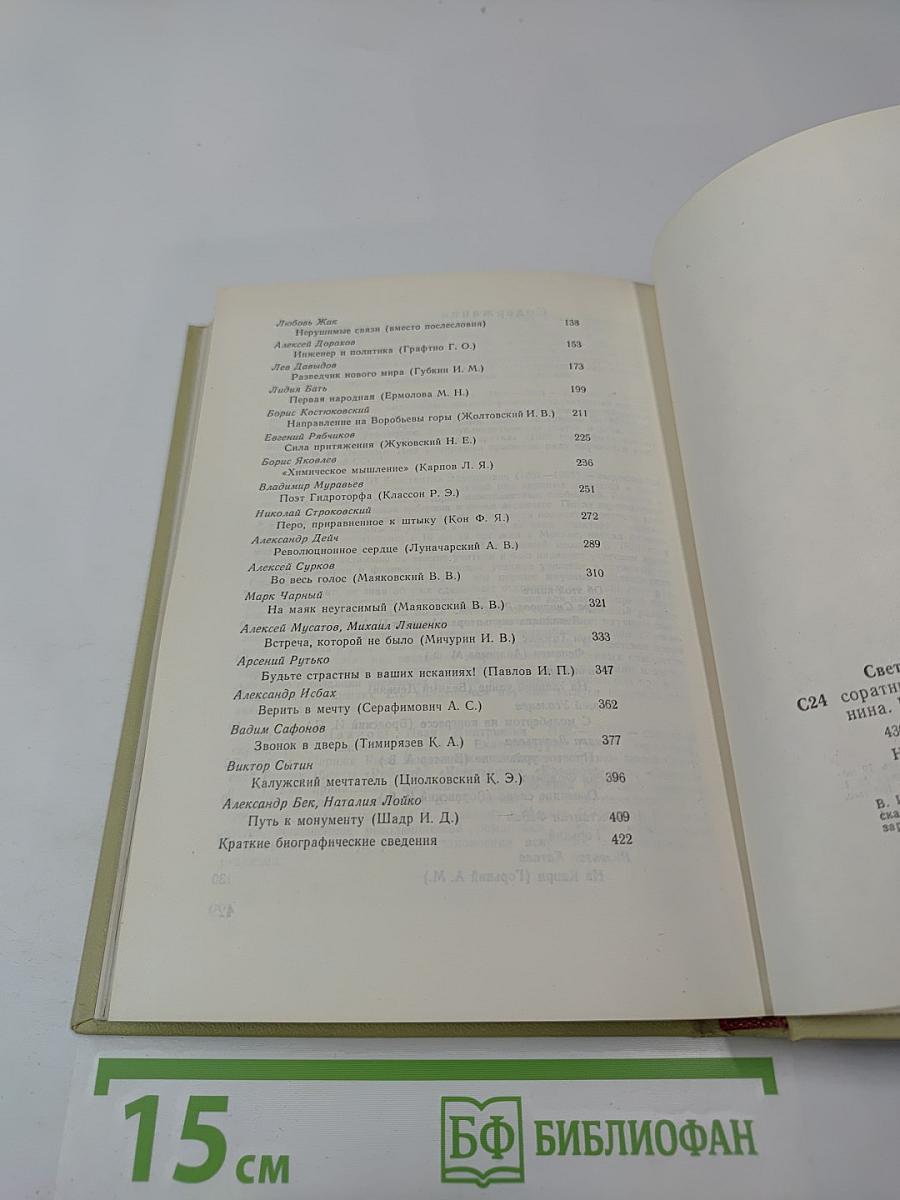 Любовь Жак
Нерушимые связи (вместо послесловия) 138
Алексей Дорохов
Инженер и политика (Графтио Г. О.) 153
Лев Давыдов
Разведчик нового мира (Губкин И. М.) 173
Лидия Бать
Первая народная (Ермолова М. Н.) 199
Борис Костюковский
Направление на Воробьевы горы (Жолтовский И. В.) 211
Евгений Рябчиков
Сила притяжения (Жуковский Н. Е.) 225
Борис Яковлев
«Химическое мышление» (Карпов Л. Я.) 236
Владимир Муравьев
Поэт Гидроторфа (Классон Р. Э.) 251
Николай Строковский
Перо, приравненное к штыку (Кон Ф. Я.) 272
Александр Дейч
Революционное сердце (Луначарский А. В.) 289
Алексей Сурков
Во весь голос (Маяковский В. В.) 310
Марк Чарный
На маяк неугасимый (Маяковский В. В.) 321
Алексей Мусатов, Михаил Ляшенко
Встреча, которой не было (Мичурин И. В.) 333
Арсений Рутько
Будьте страстны в ваших исканиях! (Павлов И. П.) 347
Александр Исбах
Верить в мечту (Серафимович А. С.) 362
Вадим Сафонов
Звонок в дверь (Тимирязев К. А.) 377
Виктор Сытин
Калужский мечтатель (Циолковский К. Э.) 396
Александр Бек, Наталия Лойко
Путь к монументу (Шадр И. Д.) 409
Краткие биографические сведения 422
Свет
С24 соратн
нина.
43
Н
В.
ска
зар
15 см
БФ БИБЛИОФАН